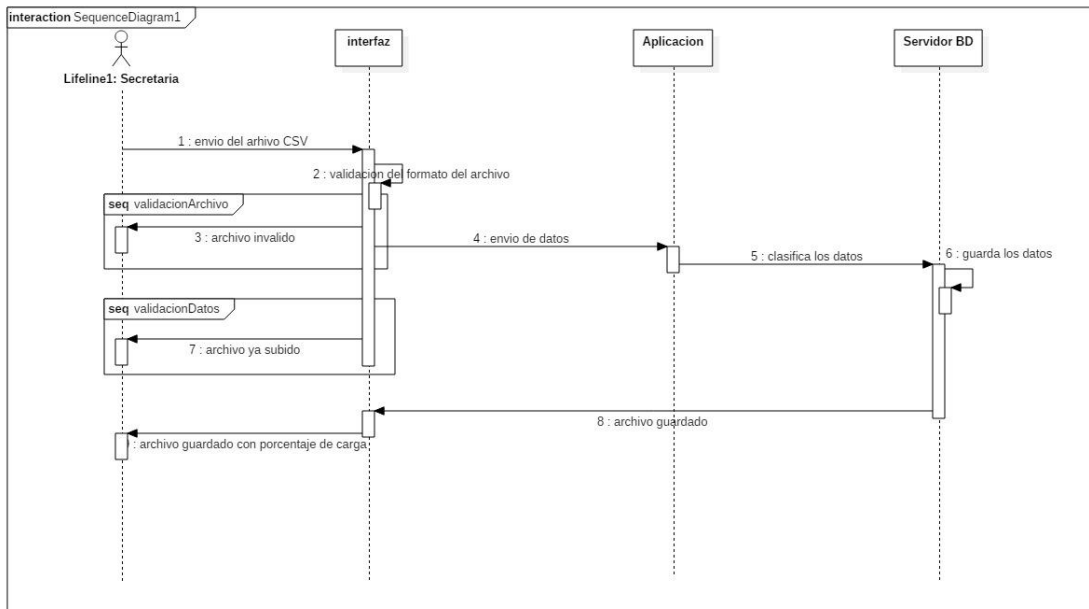 interaction SequenceDiagram1
interfaz
Aplicacion
Servidor BD
Lifeline1: Secretaria
1 : envio del arhivo CSV
2 : validacion del formato del archivo
seq validacionArchivo
3 : archivo invalido
4 : envio de datos
5 : clasifica los datos
6 : guarda los datos
seq validacionDatos
7 : archivo ya subido
8 : archivo guardado
9 : archivo guardado con porcentaje de carga